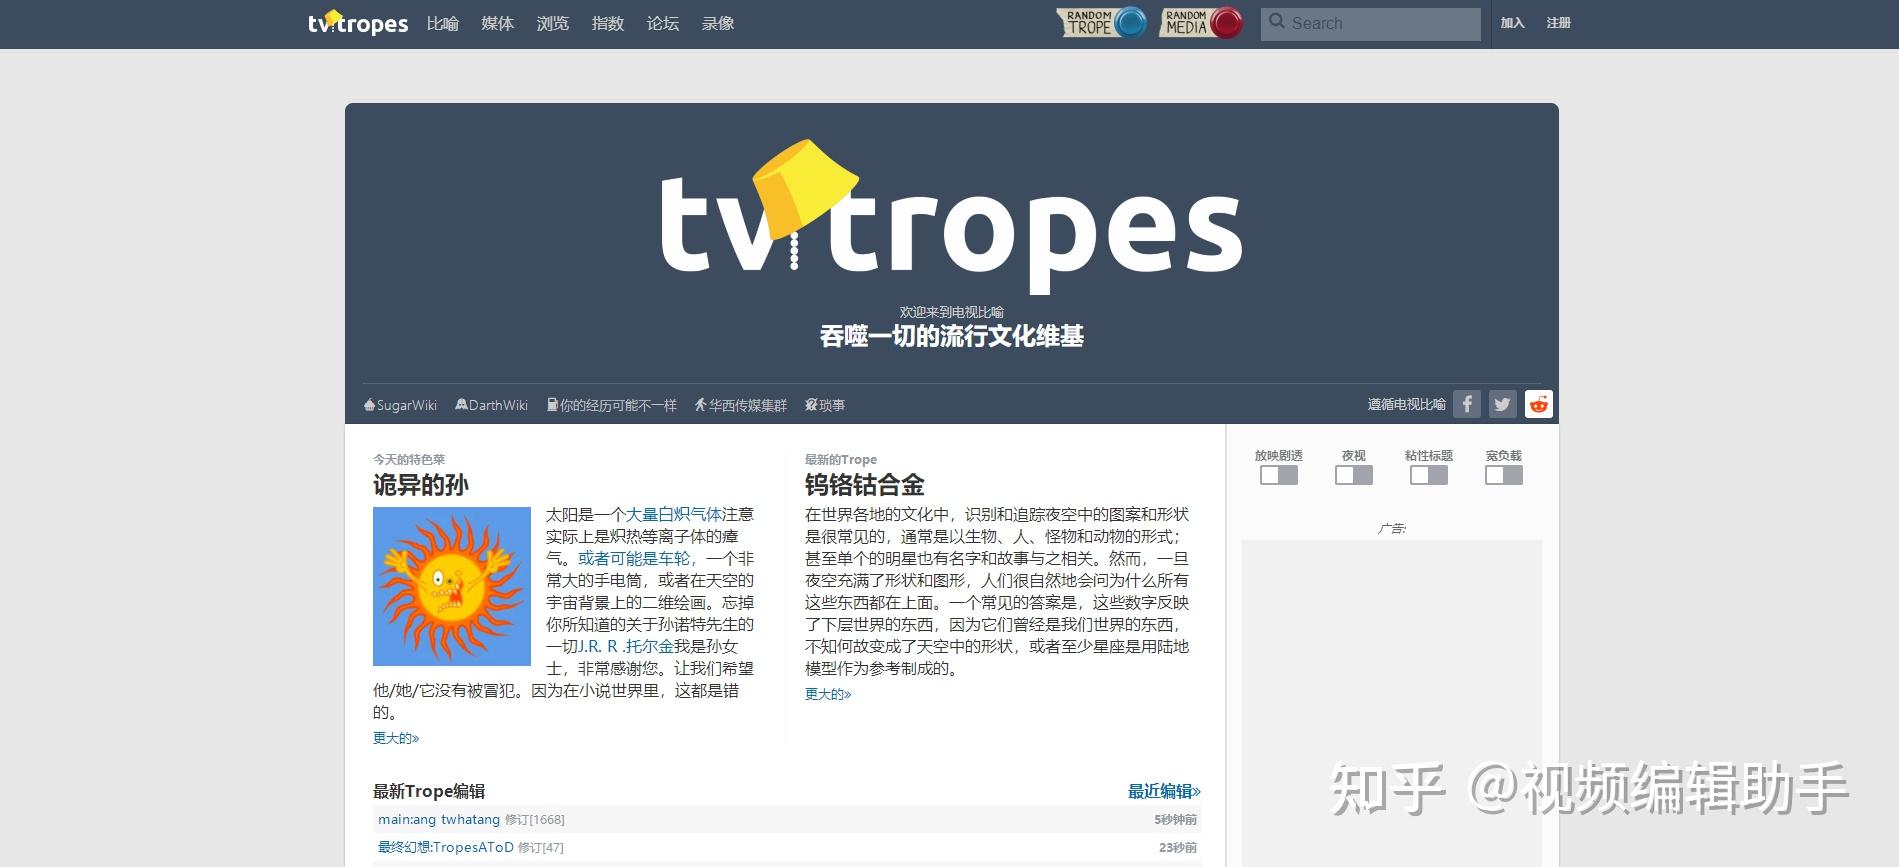 tvtropes 比喻 媒体 浏览 指数 论坛 录像 RANDOM TROPE RANDOM MEDIA Search 加入 注册
tvtropes
欢迎来到电视比喻
吞噬一切的流行文化维基
SugarWiki DarthWiki 你的经历可能不一样 华西传媒集群 琐事 遵循电视比喻
今天的特色菜
诡异的孙
太阳是一个大量白炽气体注意
实际上是炽热等离子体的瘴
气。或者可能是车轮，一个非
常大的手电筒，或者在天空的
宇宙背景上的二维绘画。忘掉
你所知道的关于孙诺特先生的
一切J.R. R .托尔金我是孙女
士，非常感谢您。让我们希望
他/她/它没有被冒犯。因为在小说世界里，这都是错
的。
更大的»
最新的Trope
钨铬钴合金
在世界各地的文化中，识别和追踪夜空中的图案和形状
是很常见的，通常是以生物、人、怪物和动物的形式；
甚至单个的明星也有名字和故事与之相关。然而，一旦
夜空充满了形状和图形，人们很自然地会问为什么所有
这些东西都在上面。一个常见的答案是，这些数字反映
了下层世界的东西，因为它们曾经是我们世界的东西，
不知何故变成了天空中的形状，或者至少星座是用陆地
模型作为参考制成的。
更大的»
放映剧透 夜视 粘性标题 宽负载
广告:
最新Trope编辑 最近编辑»
main:ang twhatang 修订[1668] 5秒钟前
最终幻想:TropesAToD 修订[47] 23秒前
知乎 @视频编辑助手